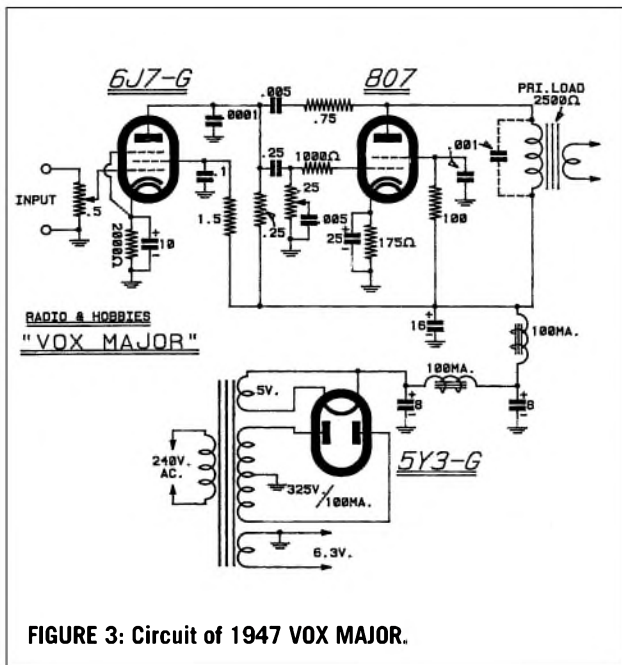 6J7-G
807
PRI.LOAD
2500Ω
.005
.0001
.75
.001
.25
1000Ω
.1
INPUT
.5
1.5
.25
.25
.005
100
2000Ω
10
25
175Ω
RADIO & HOBBIES
"VOX MAJOR"
16
100MA.
100MA.
5V.
8
8
240V.
AC.
325V.
100MA.
5Y3-G
6.3V.
FIGURE 3: Circuit of 1947 VOX MAJOR.